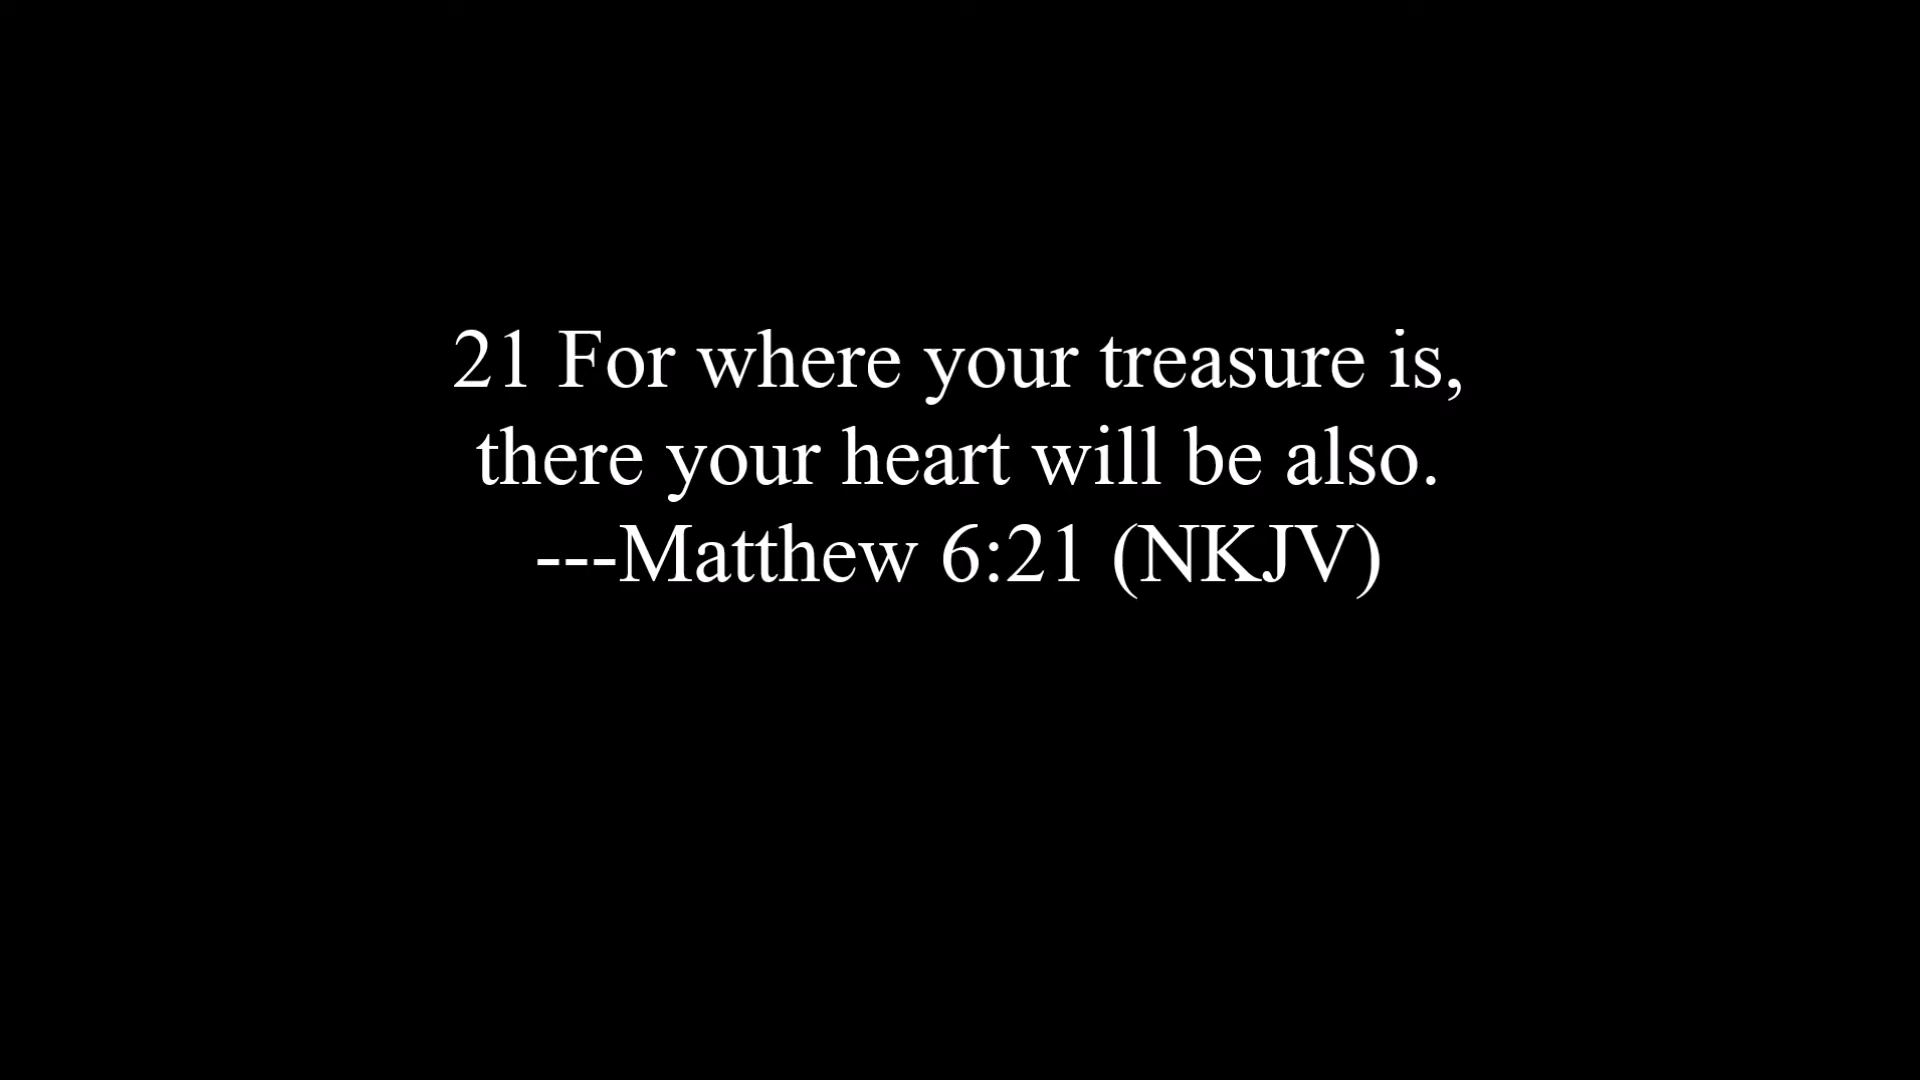 21 For where your treasure is,
there your heart will be also.
---Matthew 6:21 (NKJV)